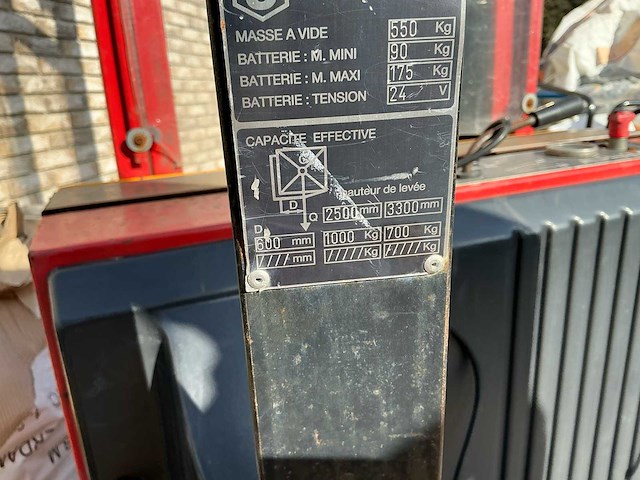 MASSE A VIDE 550 Kg
BATTERIE : M. MINI 90 Kg
BATTERIE : M. MAXI 175 Kg
BATTERIE : TENSION 24 V
CAPACITE EFFECTIVE
G
hauteur de levée
D Q 2500 mm 3300 mm
D
600 mm 1000 Kg 700 Kg
///// mm ///// Kg ///// Kg